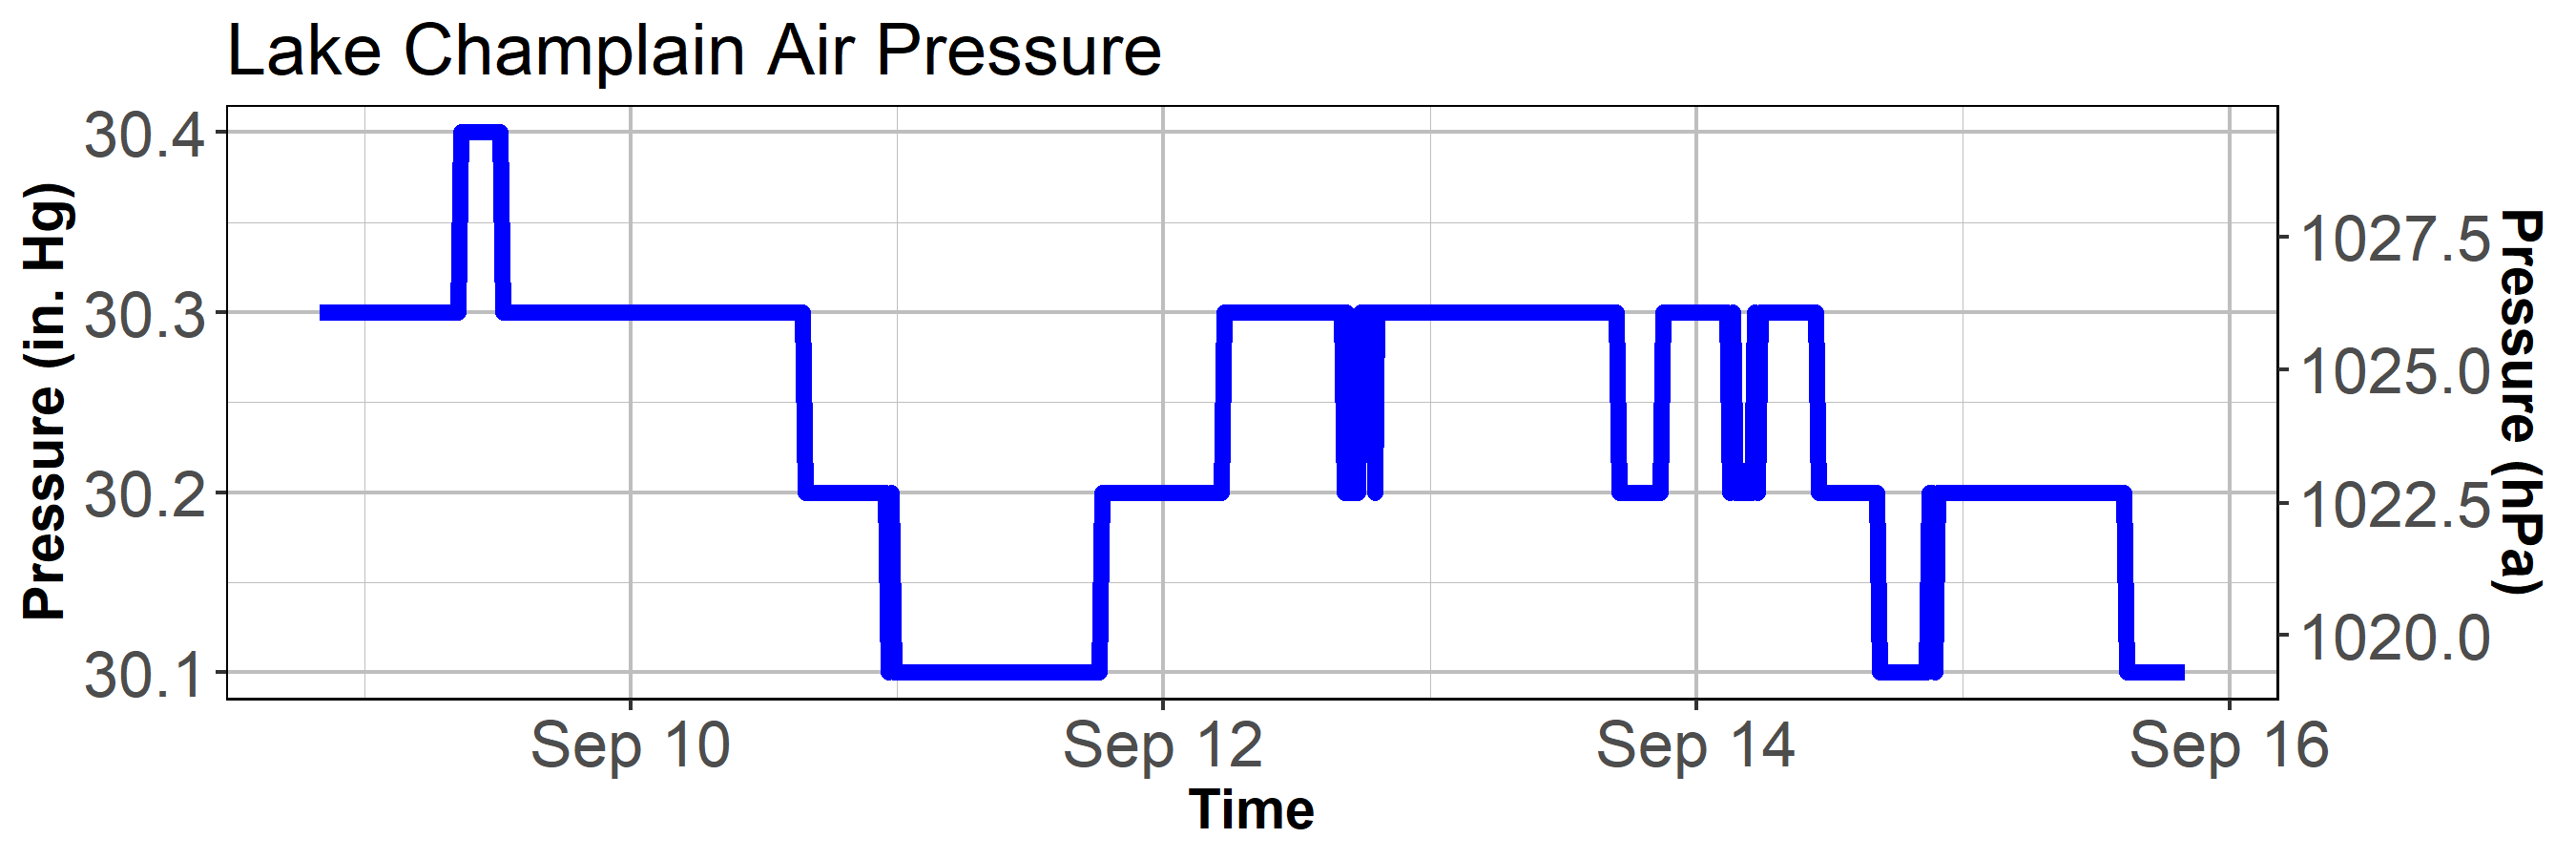 Lake Champlain Air Pressure
30.4
30.3
30.2
30.1
Pressure (in. Hg)
1027.5
1025.0
1022.5
1020.0
Pressure (hPa)
Sep 10
Sep 12
Sep 14
Sep 16
Time